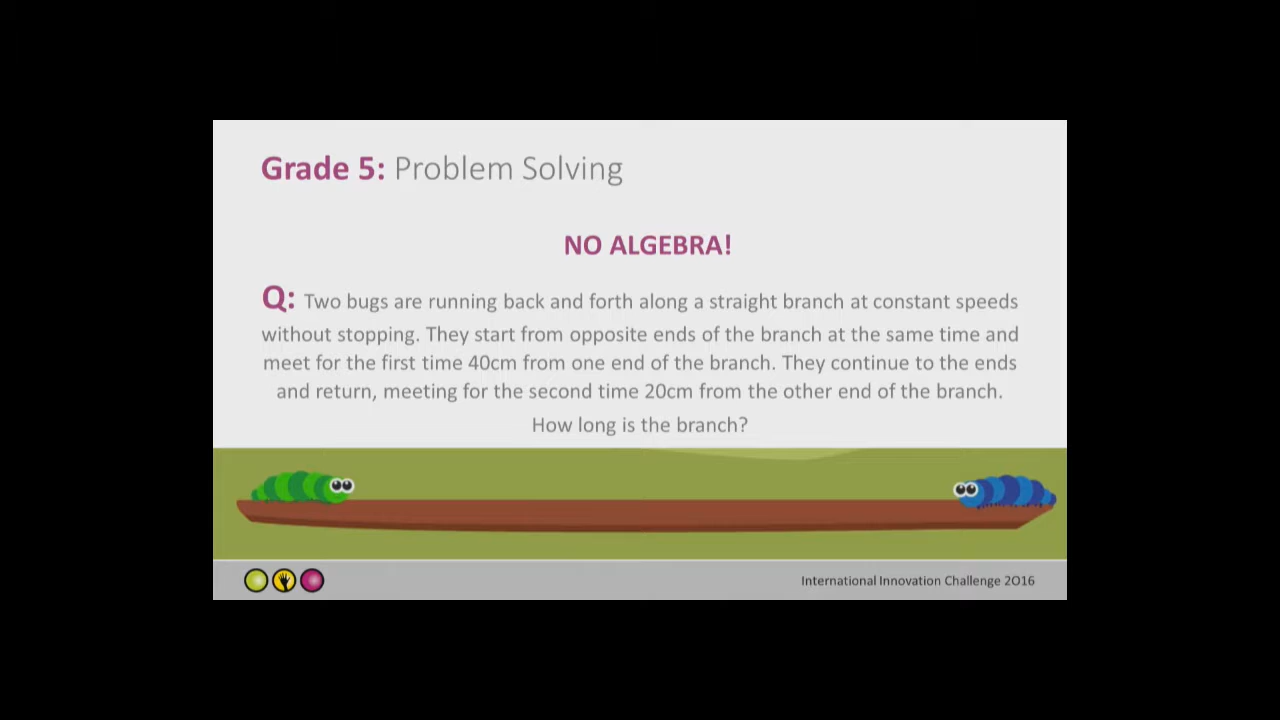 Grade 5: Problem Solving
NO ALGEBRA!
Q: Two bugs are running back and forth along a straight branch at constant speeds
without stopping. They start from opposite ends of the branch at the same time and
meet for the first time 40cm from one end of the branch. They continue to the ends
and return, meeting for the second time 20cm from the other end of the branch.
How long is the branch?
International Innovation Challenge 2016